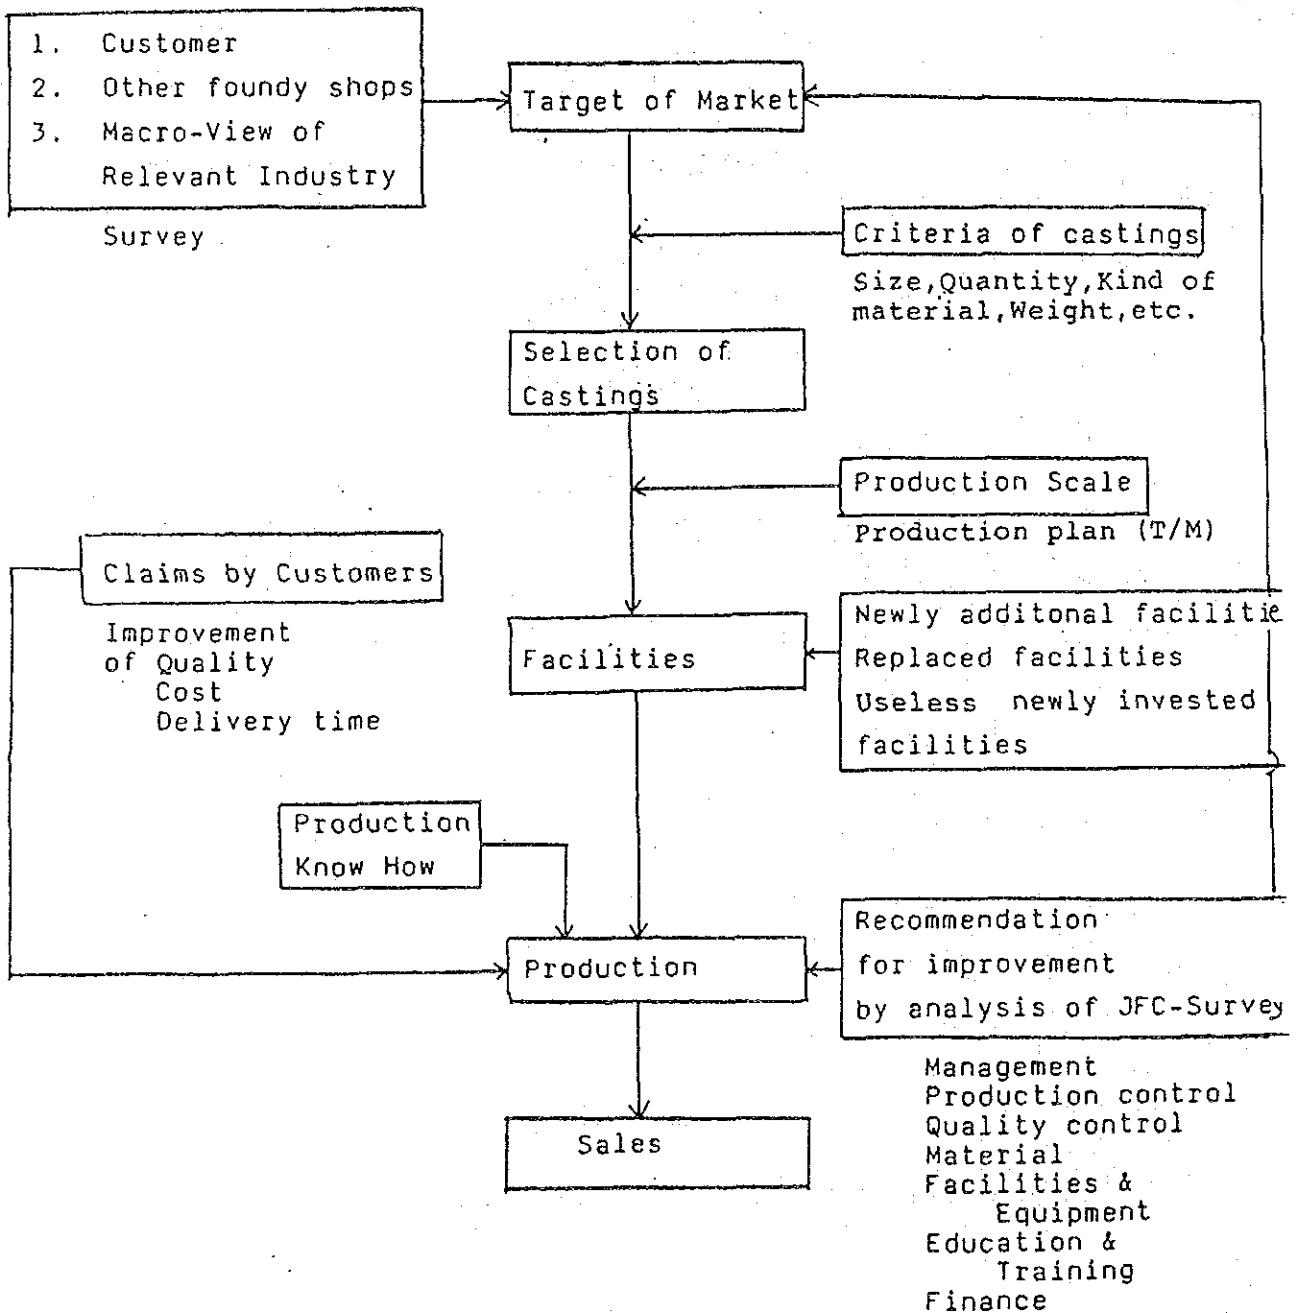 1. Customer
2. Other foundy shops
3. Macro-View of
Relevant Industry
Survey
Target of Market
Criteria of castings
Size,Quantity,Kind of
material,Weight,etc.
Selection of
Castings
Production Scale
Production plan (T/M)
Claims by Customers
Improvement
of Quality
Cost
Delivery time
Facilities
Newly additonal facilitie
Replaced facilities
Useless newly invested
facilities
Production
Know How
Production
Recommendation
for improvement
by analysis of JFC-Survey
Management
Production control
Quality control
Material
Facilities &
Equipment
Education &
Training
Finance
Sales